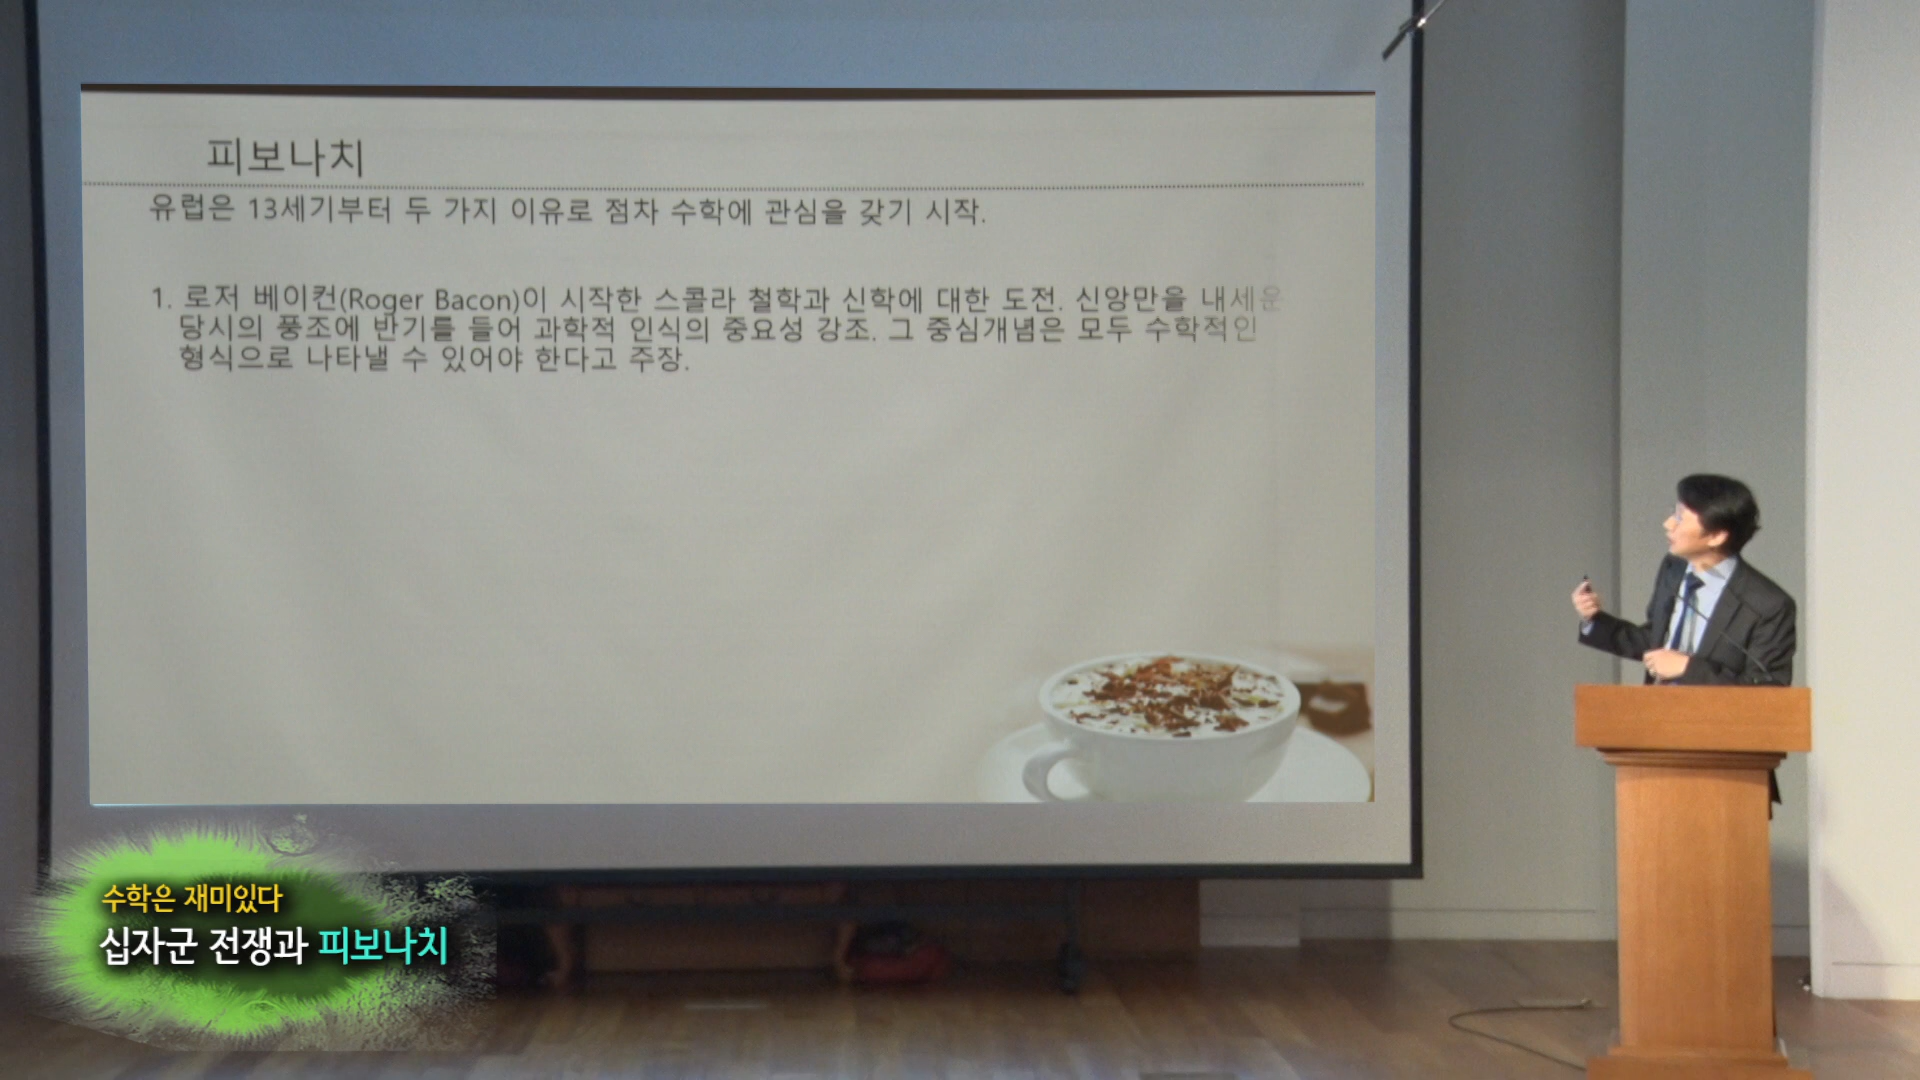 피보나치
유럽은 13세기부터 두 가지 이유로 점차 수학에 관심을 갖기 시작.
1. 로저 베이컨(Roger Bacon)이 시작한 스콜라 철학과 신학에 대한 도전. 신앙만을 내세운
당시의 풍조에 반기를 들어 과학적 인식의 중요성 강조. 그 중심개념은 모두 수학적인
형식으로 나타낼 수 있어야 한다고 주장.
수학은 재미있다
십자군 전쟁과 피보나치